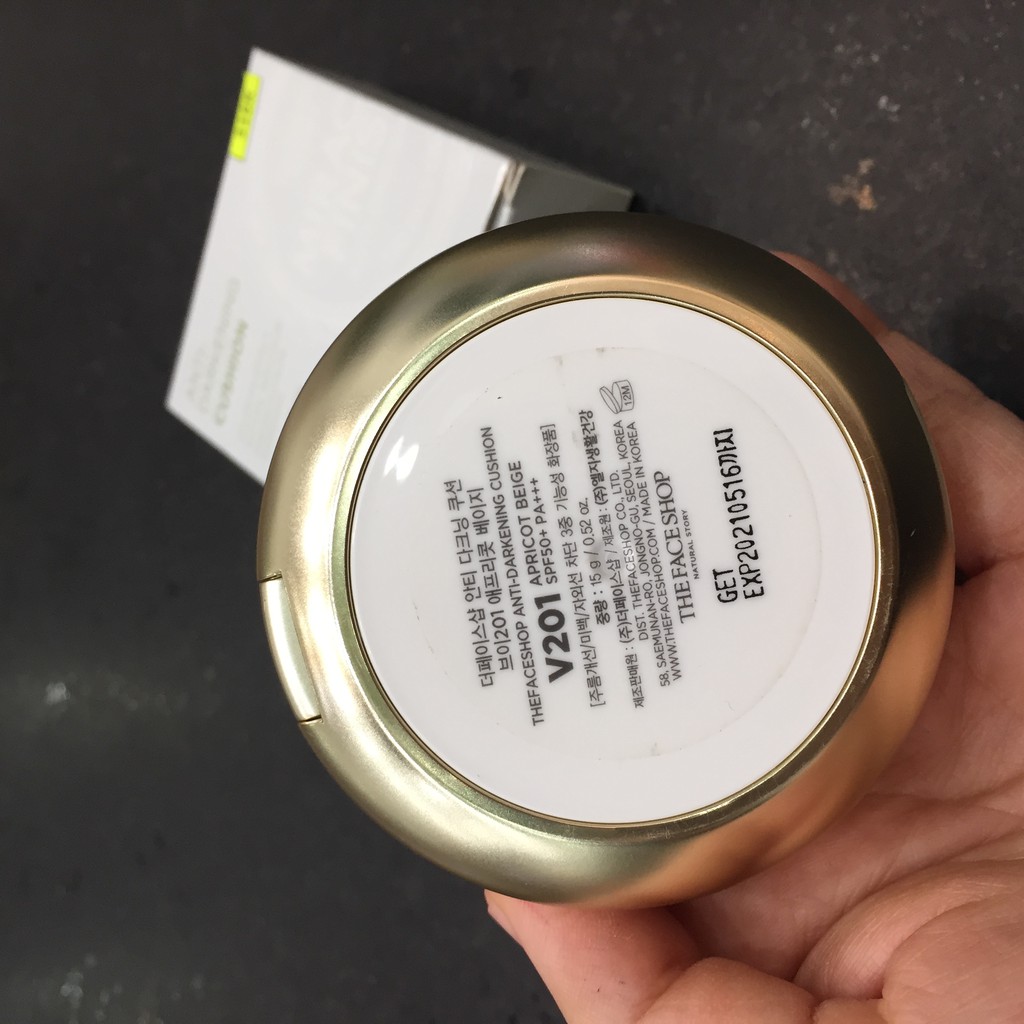 더페이스샵 안티 다크닝 쿠션
브이201 애프리콧 베이지
THEFACESHOP ANTI-DARKENING CUSHION
V201 APRICOT BEIGE
SPF50+ PA+++
[주름개선/미백/자외선 차단 3중 기능성 화장품]
중량 : 15 g / 0.52 oz.
제조판매원 : (주)더페이스샵 / 제조원 : (주)엘지생활건강
DIST. THEFACESHOP CO., LTD.
58, SAEMUNAN-RO, JONGNO-GU, SEOUL, KOREA
WWW.THEFACESHOP.COM / MADE IN KOREA
12M
THE FACE SHOP
NATURAL STORY
GET
EXP20210516까지
CUSHION